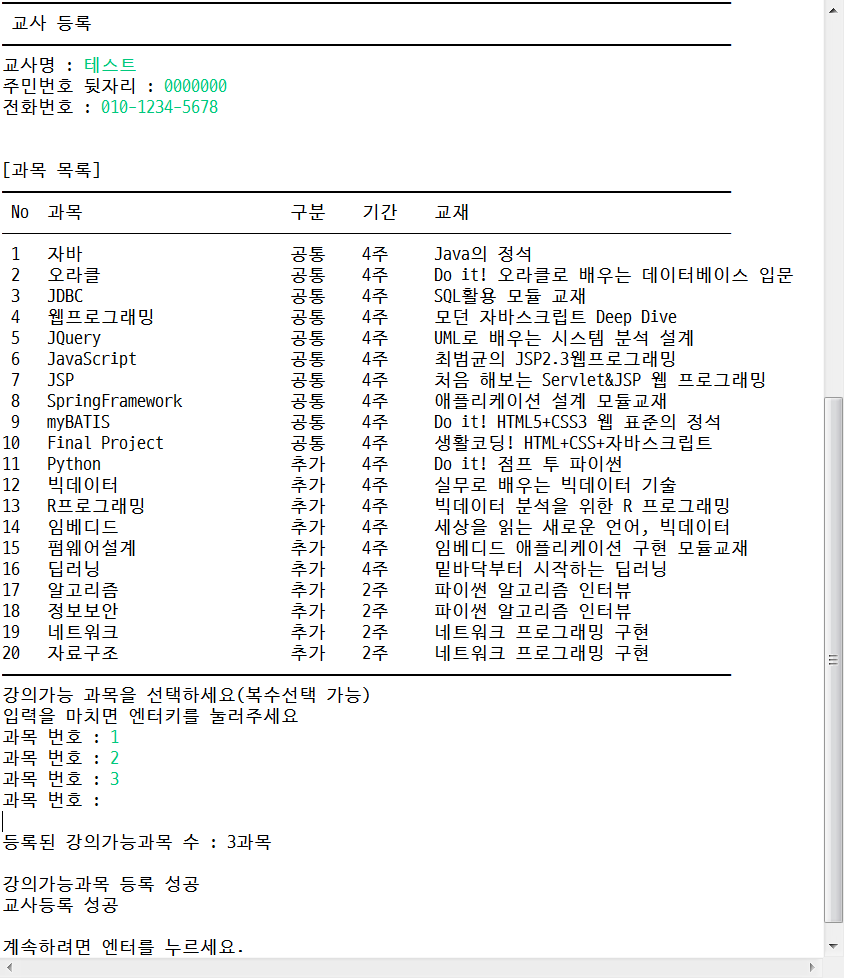 교사 등록
교사명 : 테스트
주민번호 뒷자리 : 0000000
전화번호 : 010-1234-5678
[과목 목록]
No 과목 구분 기간 교재
1 자바 공통 4주 Java의 정석
2 오라클 공통 4주 Do it! 오라클로 배우는 데이터베이스 입문
3 JDBC 공통 4주 SQL활용 모듈 교재
4 웹프로그래밍 공통 4주 모던 자바스크립트 Deep Dive
5 JQuery 공통 4주 UML로 배우는 시스템 분석 설계
6 JavaScript 공통 4주 최범균의 JSP2.3웹프로그래밍
7 JSP 공통 4주 처음 해보는 Servlet&JSP 웹 프로그래밍
8 SpringFramework 공통 4주 애플리케이션 설계 모듈교재
9 myBATIS 공통 4주 Do it! HTML5+CSS3 웹 표준의 정석
10 Final Project 공통 4주 생활코딩! HTML+CSS+자바스크립트
11 Python 추가 4주 Do it! 점프 투 파이썬
12 빅데이터 추가 4주 실무로 배우는 빅데이터 기술
13 R프로그래밍 추가 4주 빅데이터 분석을 위한 R 프로그래밍
14 임베디드 추가 4주 세상을 읽는 새로운 언어, 빅데이터
15 펌웨어설계 추가 4주 임베디드 애플리케이션 구현 모듈교재
16 딥러닝 추가 4주 밑바닥부터 시작하는 딥러닝
17 알고리즘 추가 2주 파이썬 알고리즘 인터뷰
18 정보보안 추가 2주 파이썬 알고리즘 인터뷰
19 네트워크 추가 2주 네트워크 프로그래밍 구현
20 자료구조 추가 2주 네트워크 프로그래밍 구현
강의가능 과목을 선택하세요(복수선택 가능)
입력을 마치면 엔터키를 눌러주세요
과목 번호 : 1
과목 번호 : 2
과목 번호 : 3
과목 번호 :
등록된 강의가능과목 수 : 3과목
강의가능과목 등록 성공
교사등록 성공
계속하려면 엔터를 누르세요.